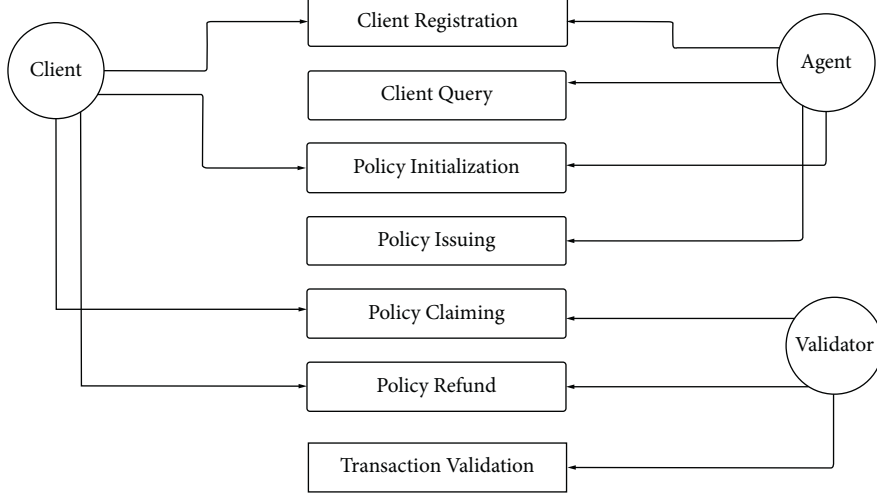 Client Registration
Client
Agent
Client Query
Policy Initialization
Policy Issuing
Policy Claiming
Validator
Policy Refund
Transaction Validation